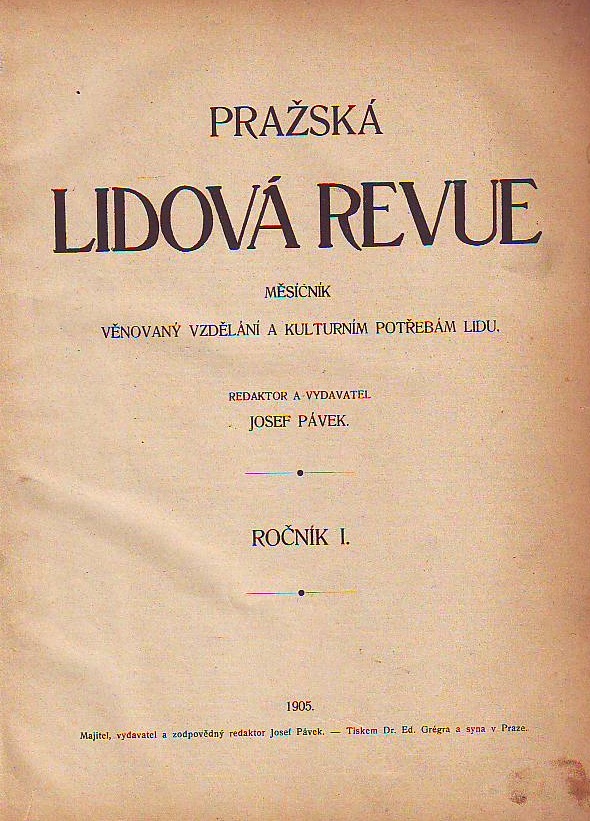 PRAŽSKÁ
LIDOVÁ REVUE
MĚSÍČNÍK
VĚNOVANÝ VZDĚLÁNÍ A KULTURNÍM POTŘEBÁM LIDU.
REDAKTOR A VYDAVATEL
JOSEF PÁVEK.
ROČNÍK I.
1905.
Majitel, vydavatel a zodpovědný redaktor Josef Pávek. — Tiskem Dr. Ed. Grégra a syna v Praze.